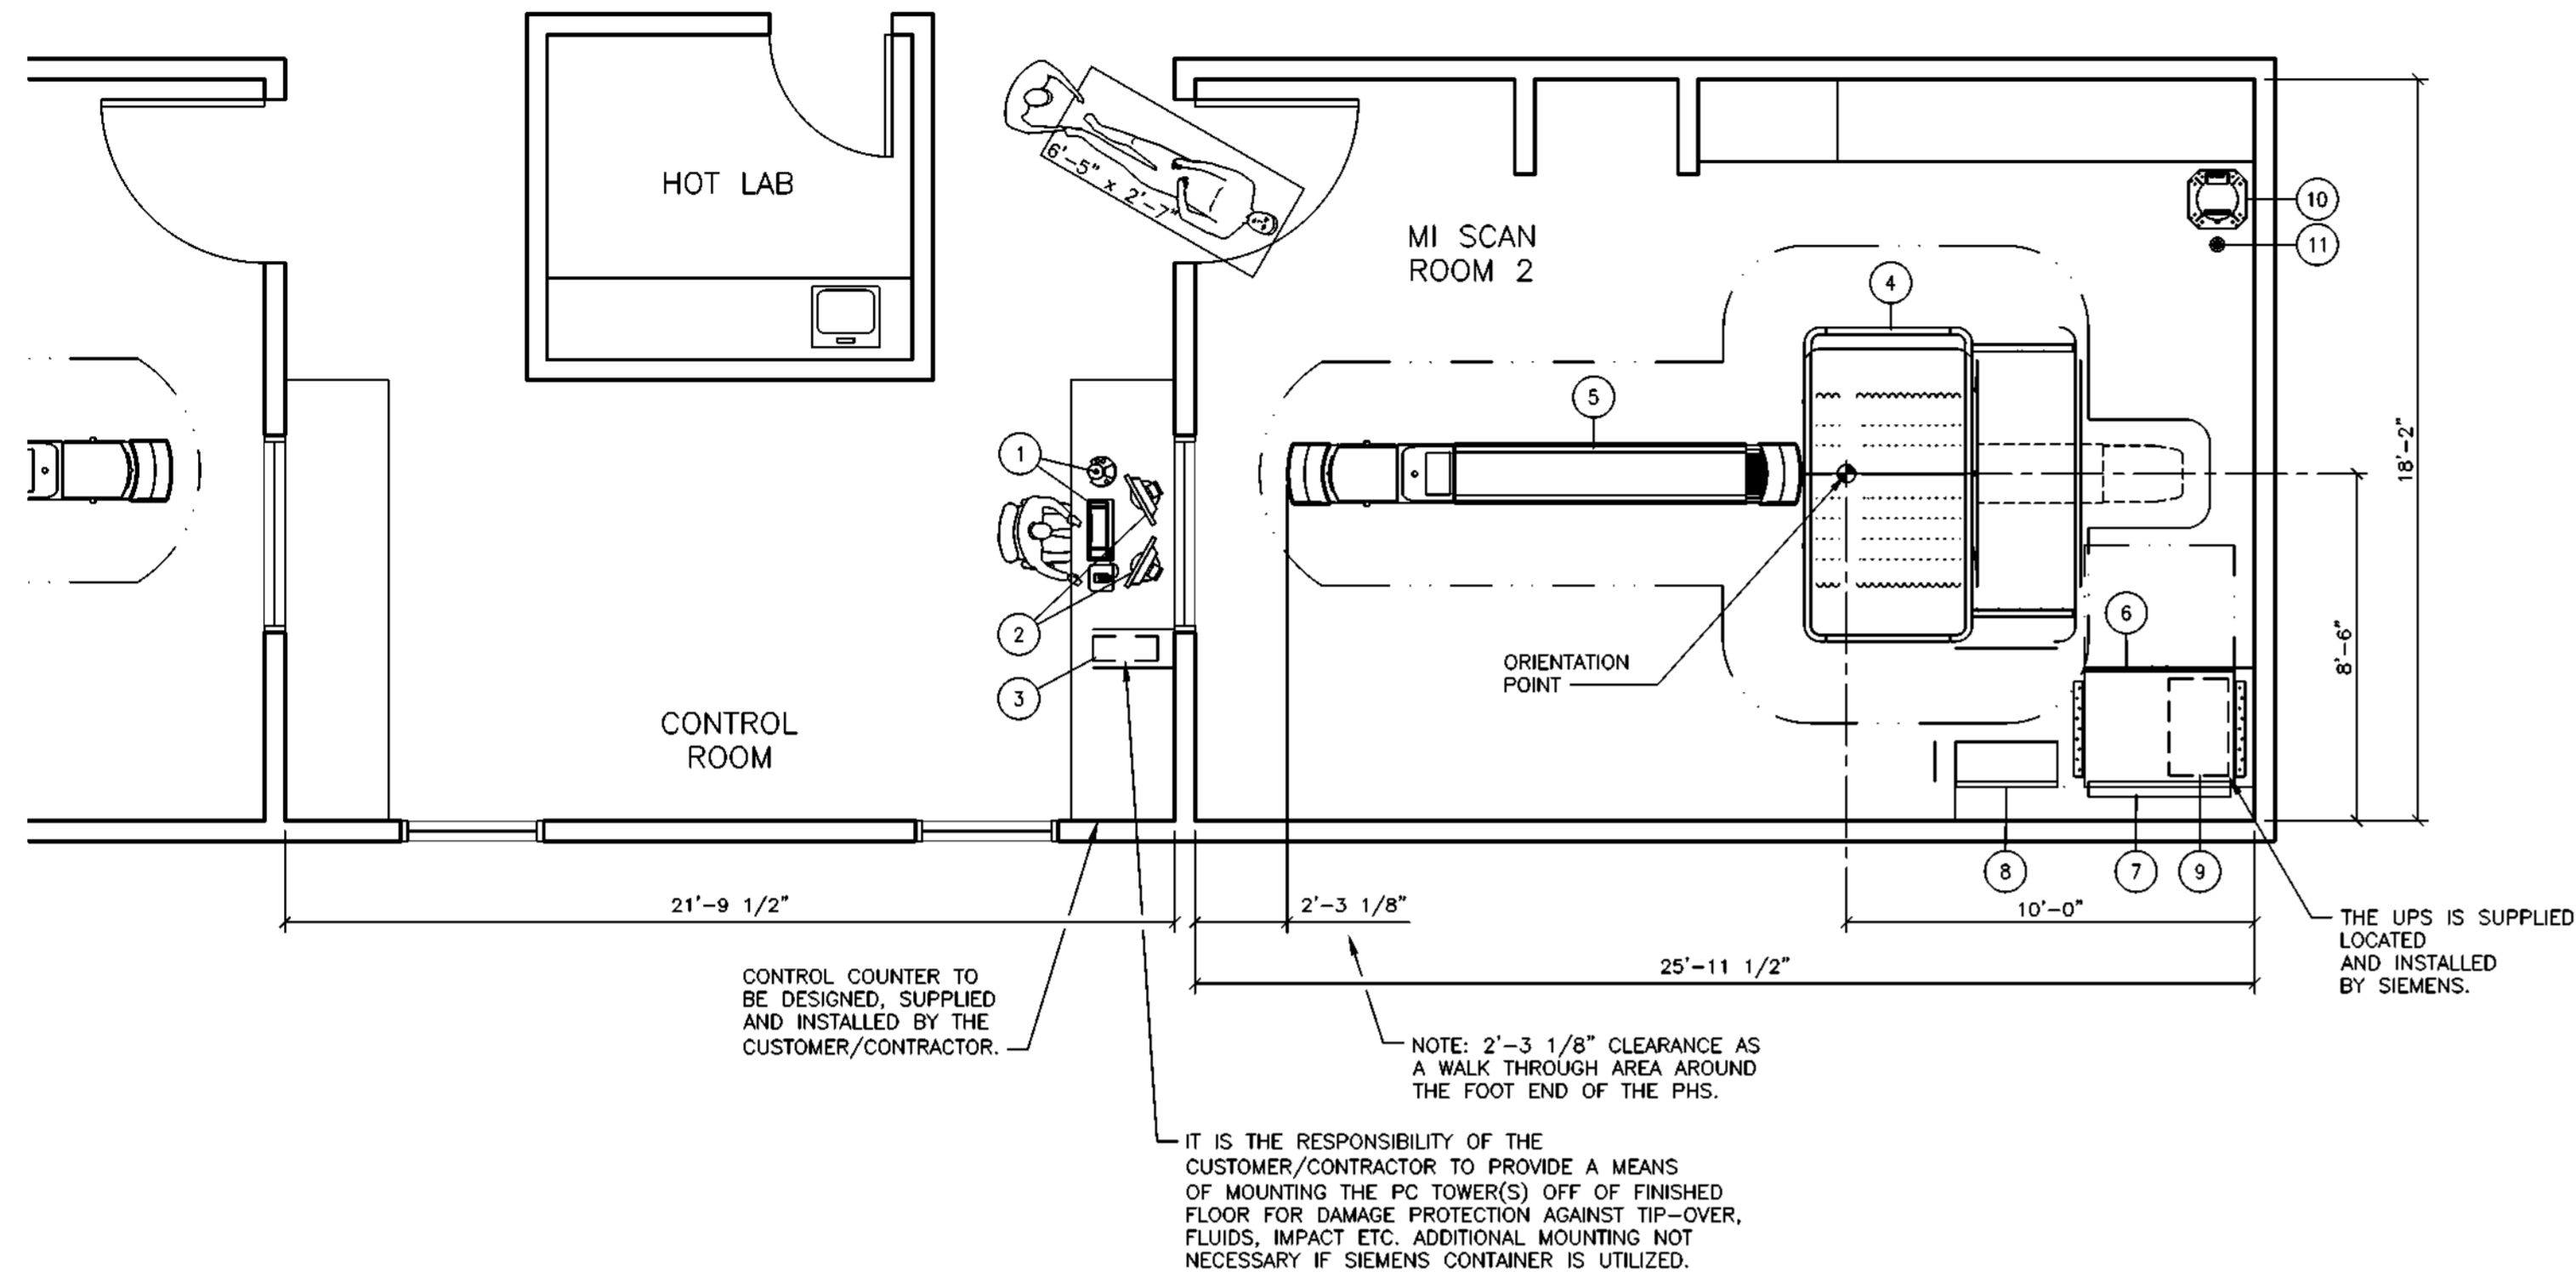 HOT LAB
6'-5" x 2'-7"
MI SCAN
ROOM 2
10
11
4
5
1
2
3
6
18'-2"
8'-6"
ORIENTATION
POINT
CONTROL
ROOM
8
7
9
21'-9 1/2"
2'-3 1/8"
10'-0"
25'-11 1/2"
THE UPS IS SUPPLIED
LOCATED
AND INSTALLED
BY SIEMENS.
CONTROL COUNTER TO
BE DESIGNED, SUPPLIED
AND INSTALLED BY THE
CUSTOMER/CONTRACTOR.
NOTE: 2'-3 1/8" CLEARANCE AS
A WALK THROUGH AREA AROUND
THE FOOT END OF THE PHS.
IT IS THE RESPONSIBILITY OF THE
CUSTOMER/CONTRACTOR TO PROVIDE A MEANS
OF MOUNTING THE PC TOWER(S) OFF OF FINISHED
FLOOR FOR DAMAGE PROTECTION AGAINST TIP-OVER,
FLUIDS, IMPACT ETC. ADDITIONAL MOUNTING NOT
NECESSARY IF SIEMENS CONTAINER IS UTILIZED.